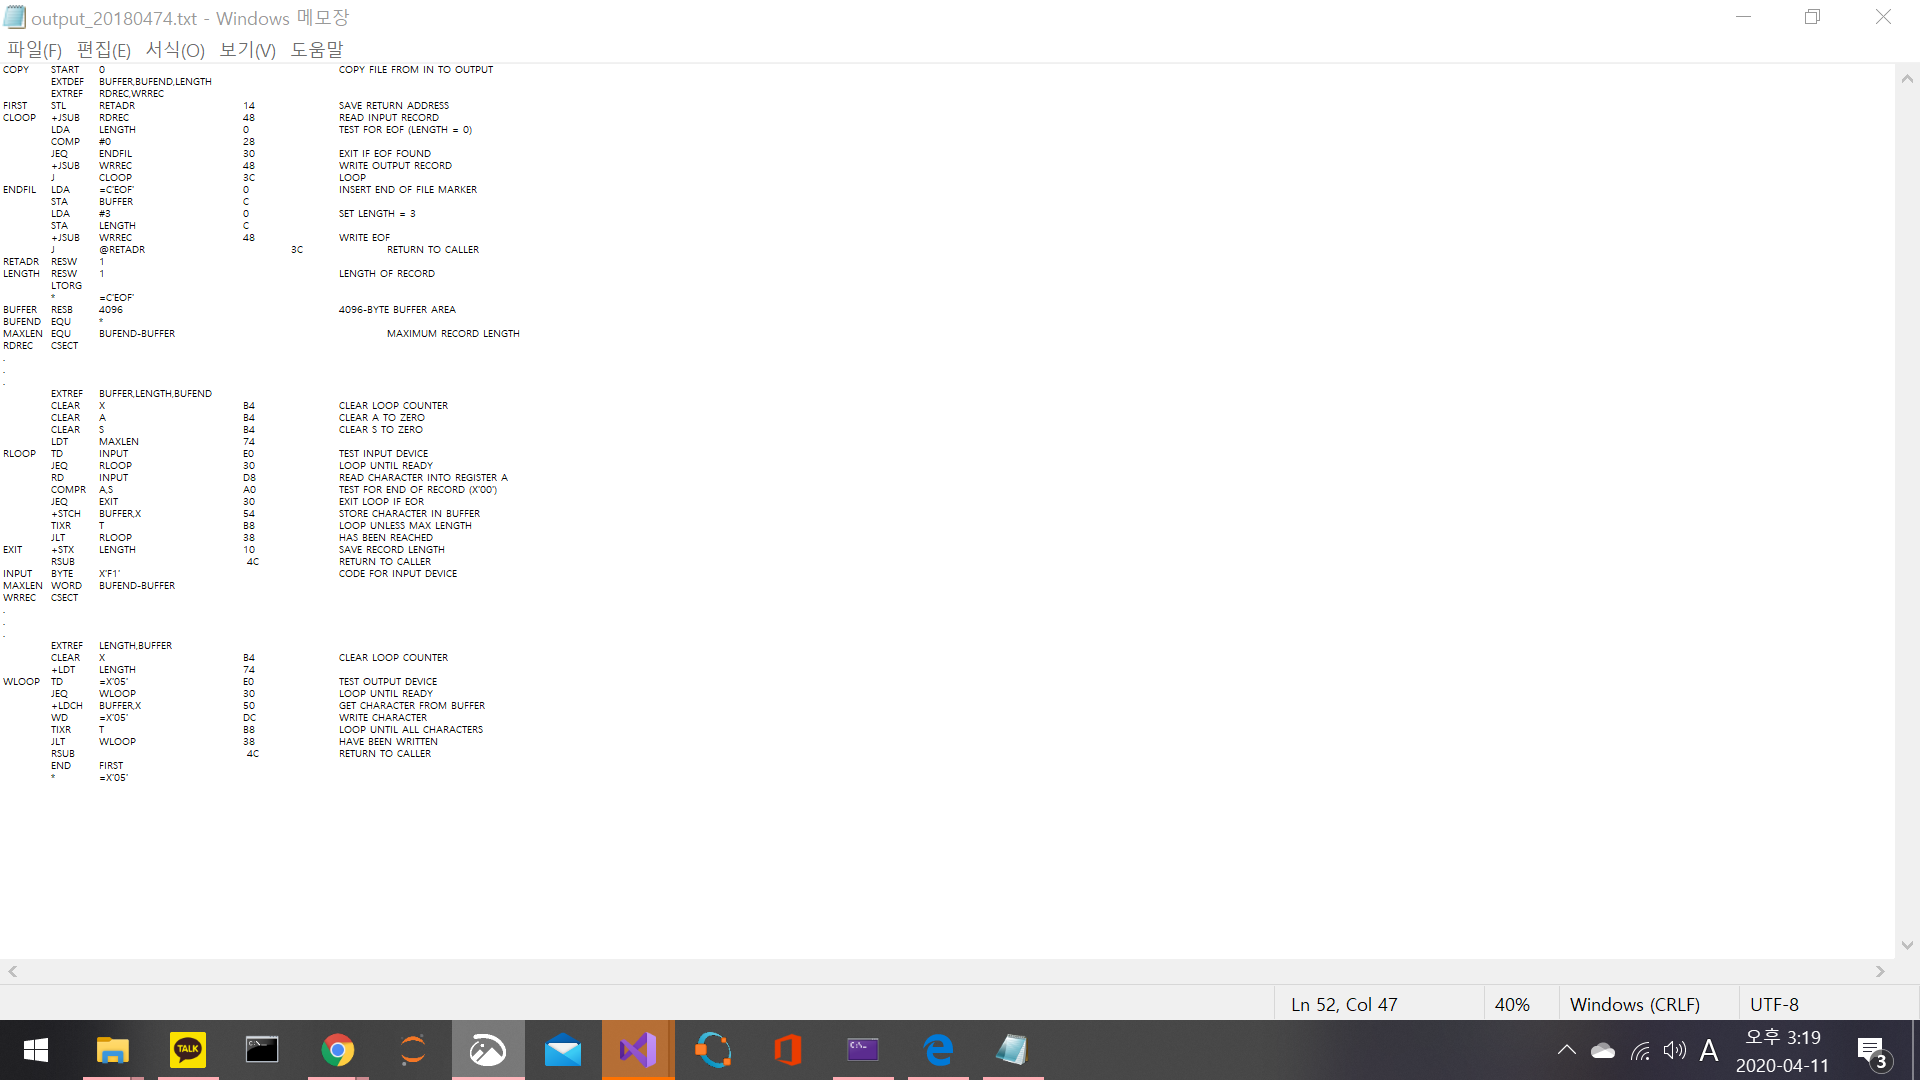 output_20180474.txt - Windows 메모장
파일(F) 편집(E) 서식(O) 보기(V) 도움말
COPY START 0 COPY FILE FROM IN TO OUTPUT
EXTDEF BUFFER,BUFEND,LENGTH
EXTREF RDREC,WRREC
FIRST STL RETADR 14 SAVE RETURN ADDRESS
CLOOP +JSUB RDREC 48 READ INPUT RECORD
LDA LENGTH 0 TEST FOR EOF (LENGTH = 0)
COMP #0 28
JEQ ENDFIL 30 EXIT IF EOF FOUND
+JSUB WRREC 48 WRITE OUTPUT RECORD
J CLOOP 3C LOOP
ENDFIL LDA =C'EOF' 0 INSERT END OF FILE MARKER
STA BUFFER C
LDA #3 0 SET LENGTH = 3
STA LENGTH C
+JSUB WRREC 48 WRITE EOF
J @RETADR 3C RETURN TO CALLER
RETADR RESW 1
LENGTH RESW 1 LENGTH OF RECORD
LTORG
* =C'EOF'
BUFFER RESB 4096 4096-BYTE BUFFER AREA
BUFEND EQU *
MAXLEN EQU BUFEND-BUFFER MAXIMUM RECORD LENGTH
RDREC CSECT
.
.
.
EXTREF BUFFER,LENGTH,BUFEND
CLEAR X B4 CLEAR LOOP COUNTER
CLEAR A B4 CLEAR A TO ZERO
CLEAR S B4 CLEAR S TO ZERO
LDT MAXLEN 74
RLOOP TD INPUT E0 TEST INPUT DEVICE
JEQ RLOOP 30 LOOP UNTIL READY
RD INPUT D8 READ CHARACTER INTO REGISTER A
COMPR A,S A0 TEST FOR END OF RECORD (X'00')
JEQ EXIT 30 EXIT LOOP IF EOR
+STCH BUFFER,X 54 STORE CHARACTER IN BUFFER
TIXR T B8 LOOP UNLESS MAX LENGTH
JLT RLOOP 38 HAS BEEN REACHED
EXIT +STX LENGTH 10 SAVE RECORD LENGTH
RSUB 4C RETURN TO CALLER
INPUT BYTE X'F1' CODE FOR INPUT DEVICE
MAXLEN WORD BUFEND-BUFFER
WRREC CSECT
.
.
.
EXTREF LENGTH,BUFFER
CLEAR X B4 CLEAR LOOP COUNTER
+LDT LENGTH 74
WLOOP TD =X'05' E0 TEST OUTPUT DEVICE
JEQ WLOOP 30 LOOP UNTIL READY
+LDCH BUFFER,X 50 GET CHARACTER FROM BUFFER
WD =X'05' DC WRITE CHARACTER
TIXR T B8 LOOP UNTIL ALL CHARACTERS
JLT WLOOP 38 HAVE BEEN WRITTEN
RSUB 4C RETURN TO CALLER
END FIRST
* =X'05'
Ln 52, Col 47 40% Windows (CRLF) UTF-8
TALK
C:\_
C:\_
A
오후 3:19
2020-04-11
3